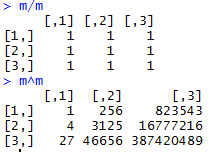 > m/m
[,1] [,2] [,3]
[1,] 1 1 1
[2,] 1 1 1
[3,] 1 1 1
> m^m
[,1] [,2] [,3]
[1,] 1 256 823543
[2,] 4 3125 16777216
[3,] 27 46656 387420489